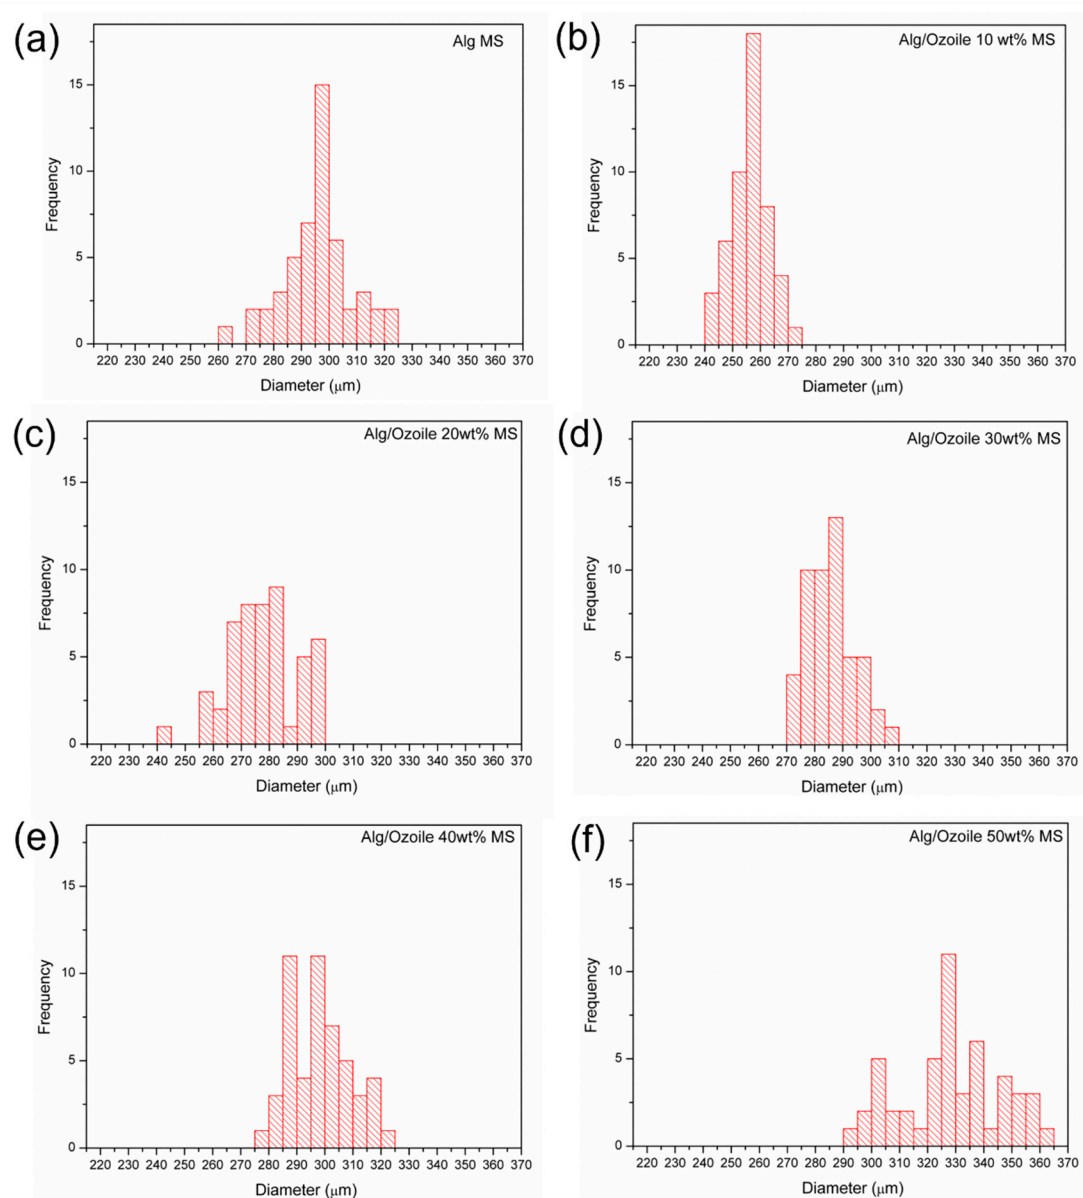 (a)
Alg MS
Frequency
15
10
5
0
220 230 240 250 260 270 280 290 300 310 320 330 340 350 360 370
Diameter (μm)
(b)
Alg/Ozoile 10 wt% MS
Frequency
15
10
5
0
220 230 240 250 260 270 280 290 300 310 320 330 340 350 360 370
Diameter (μm)
(c)
Alg/Ozoile 20wt% MS
Frequency
15
10
5
0
220 230 240 250 260 270 280 290 300 310 320 330 340 350 360 370
Diameter (μm)
(d)
Alg/Ozoile 30wt% MS
Frequency
15
10
5
0
220 230 240 250 260 270 280 290 300 310 320 330 340 350 360 370
Diameter (μm)
(e)
Alg/Ozoile 40wt% MS
Frequency
15
10
5
0
220 230 240 250 260 270 280 290 300 310 320 330 340 350 360 370
Diameter (μm)
(f)
Alg/Ozoile 50wt% MS
Frequency
15
10
5
0
220 230 240 250 260 270 280 290 300 310 320 330 340 350 360 370
Diameter (μm)